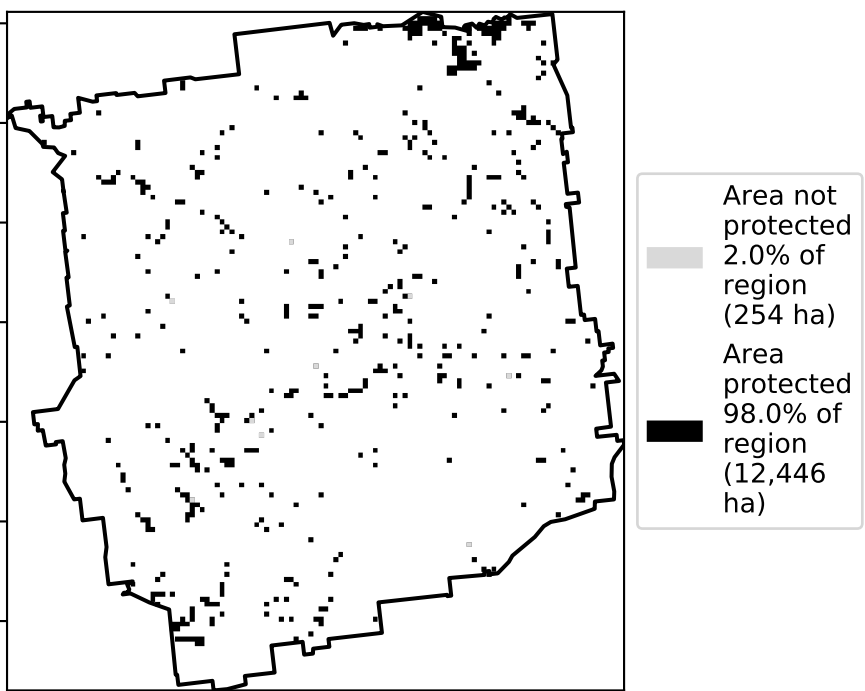 Area not
protected
2.0% of
region
(254 ha)
Area
protected
98.0% of
region
(12,446
ha)